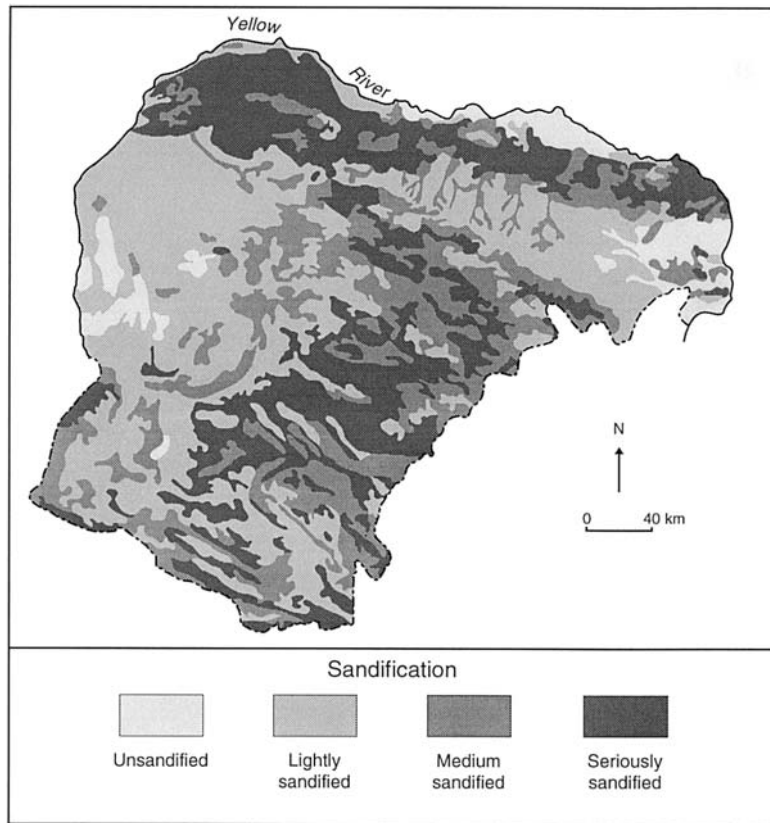 Yellow
River
N
0 40 km
Sandification
Unsandified
Lightly
sandified
Medium
sandified
Seriously
sandified